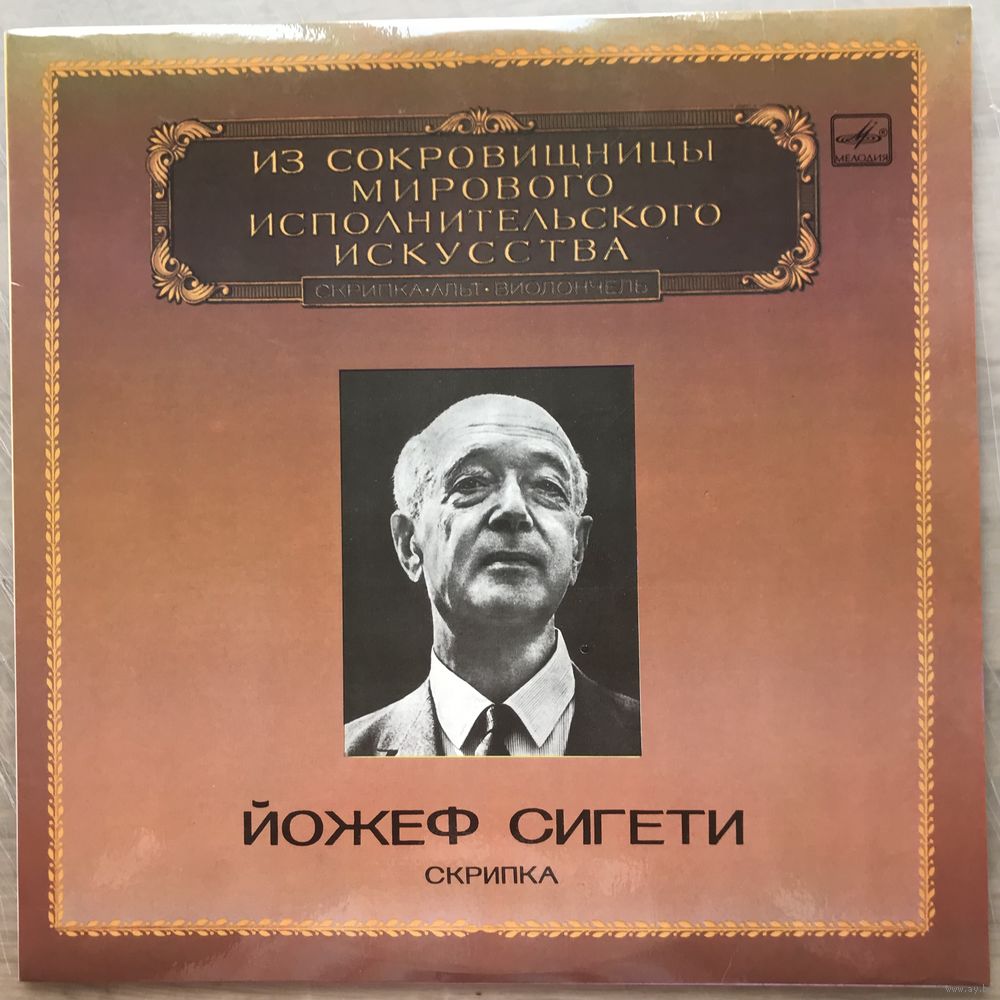 ИЗ СОКРОВИЩНИЦЫ
МИРОВОГО
ИСПОЛНИТЕЛЬСКОГО
ИСКУССТВА
СКРИПКА•АЛЬТ•ВИОЛОНЧЕЛЬ
®
МЕЛОДИЯ
ЙОЖЕФ СИГЕТИ
СКРИПКА